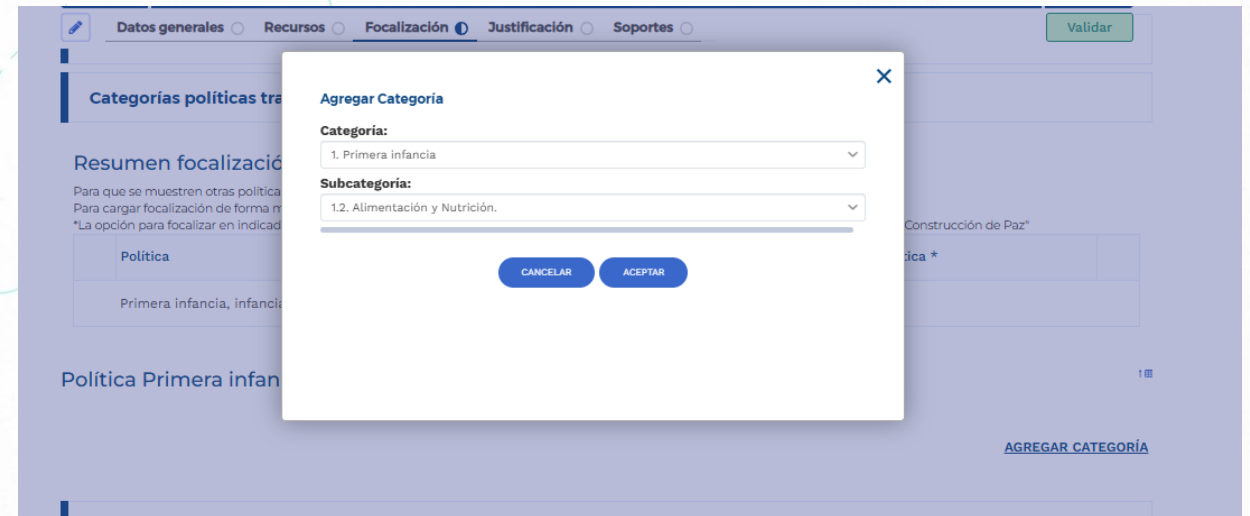 Datos generales Recursos Focalización Justificación Soportes Validar
Categorías políticas tra
Agregar Categoría
Categoría:
1. Primera infancia
Subcategoría:
1.2. Alimentación y Nutrición.
CANCELAR ACEPTAR
Resumen focalizació
Para que se muestren otras política
Para cargar focalización de forma m
*La opción para focalizar en indicad Construcción de Paz"
Política tica *
Primera infancia, infancia
Política Primera infan
AGREGAR CATEGORÍA